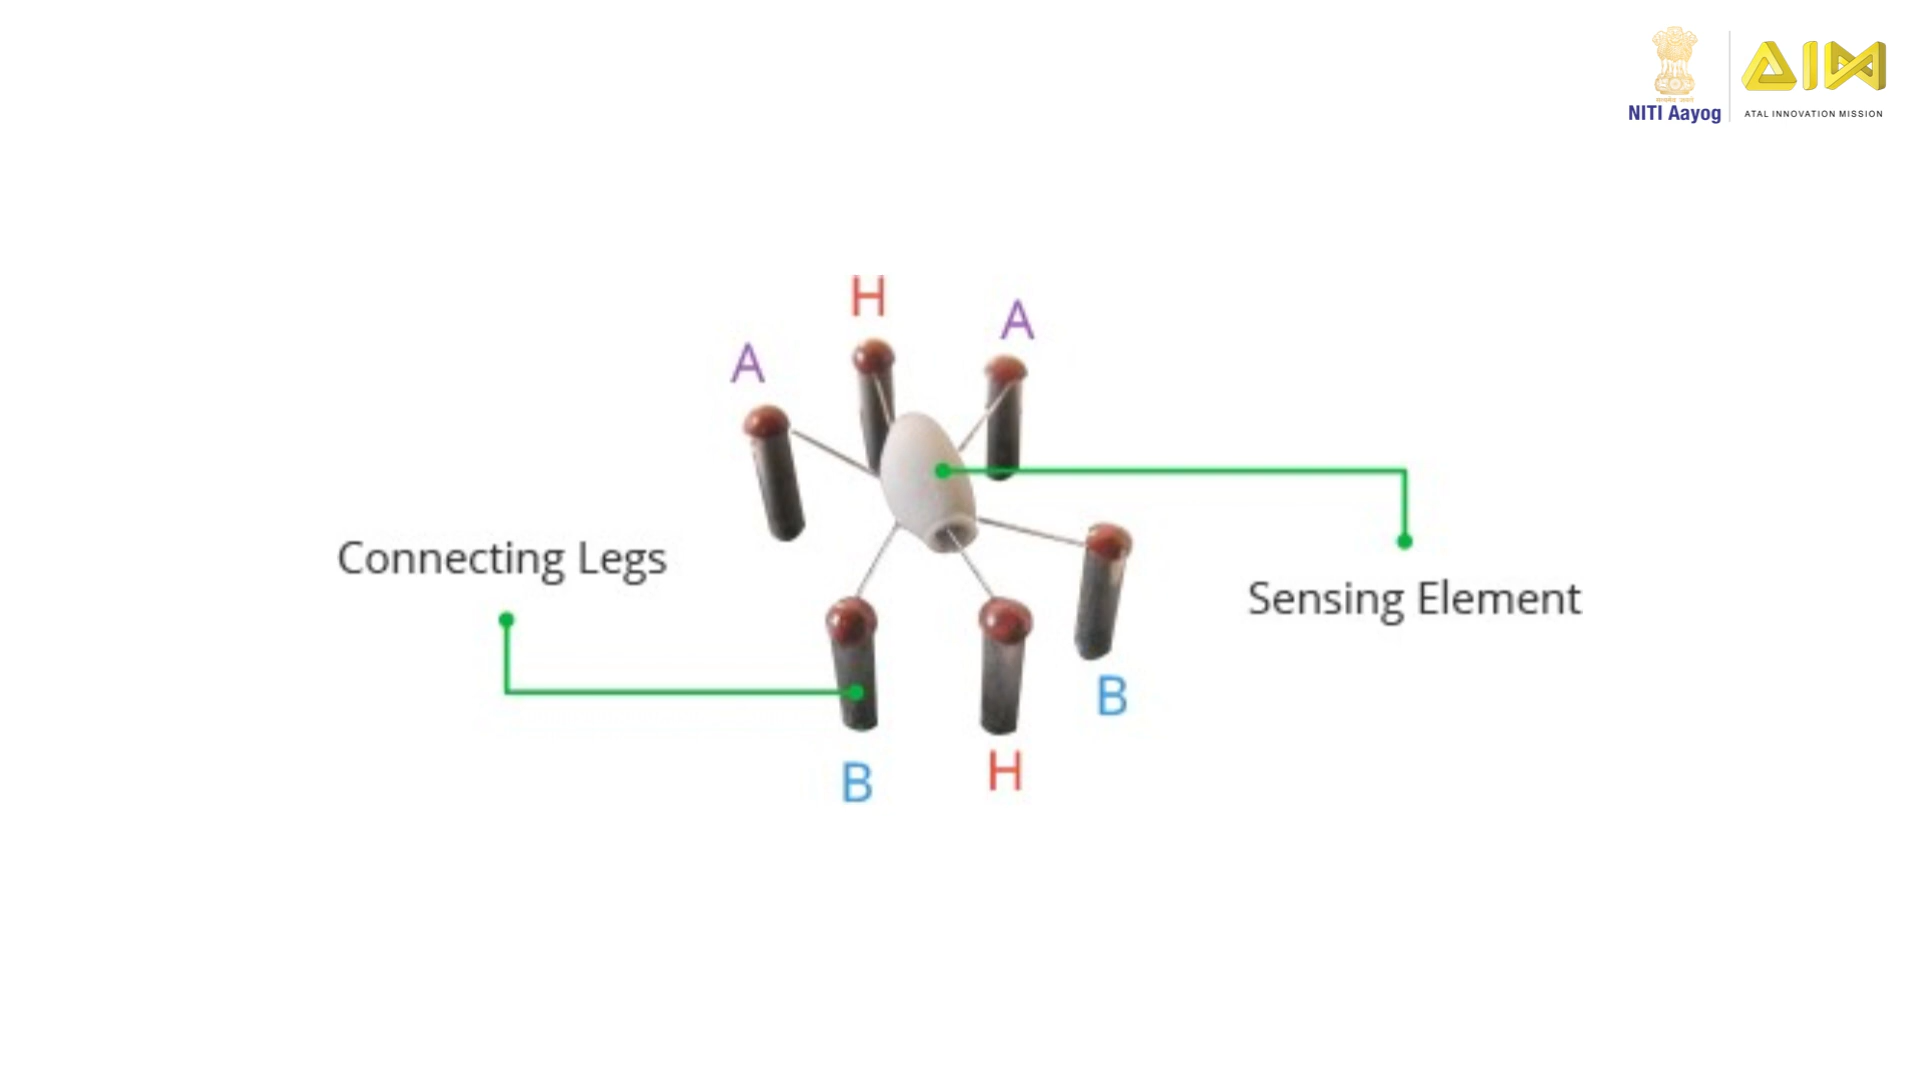 NITI Aayog
ATAL INNOVATION MISSION
H
A
A
Connecting Legs
Sensing Element
B
H
B